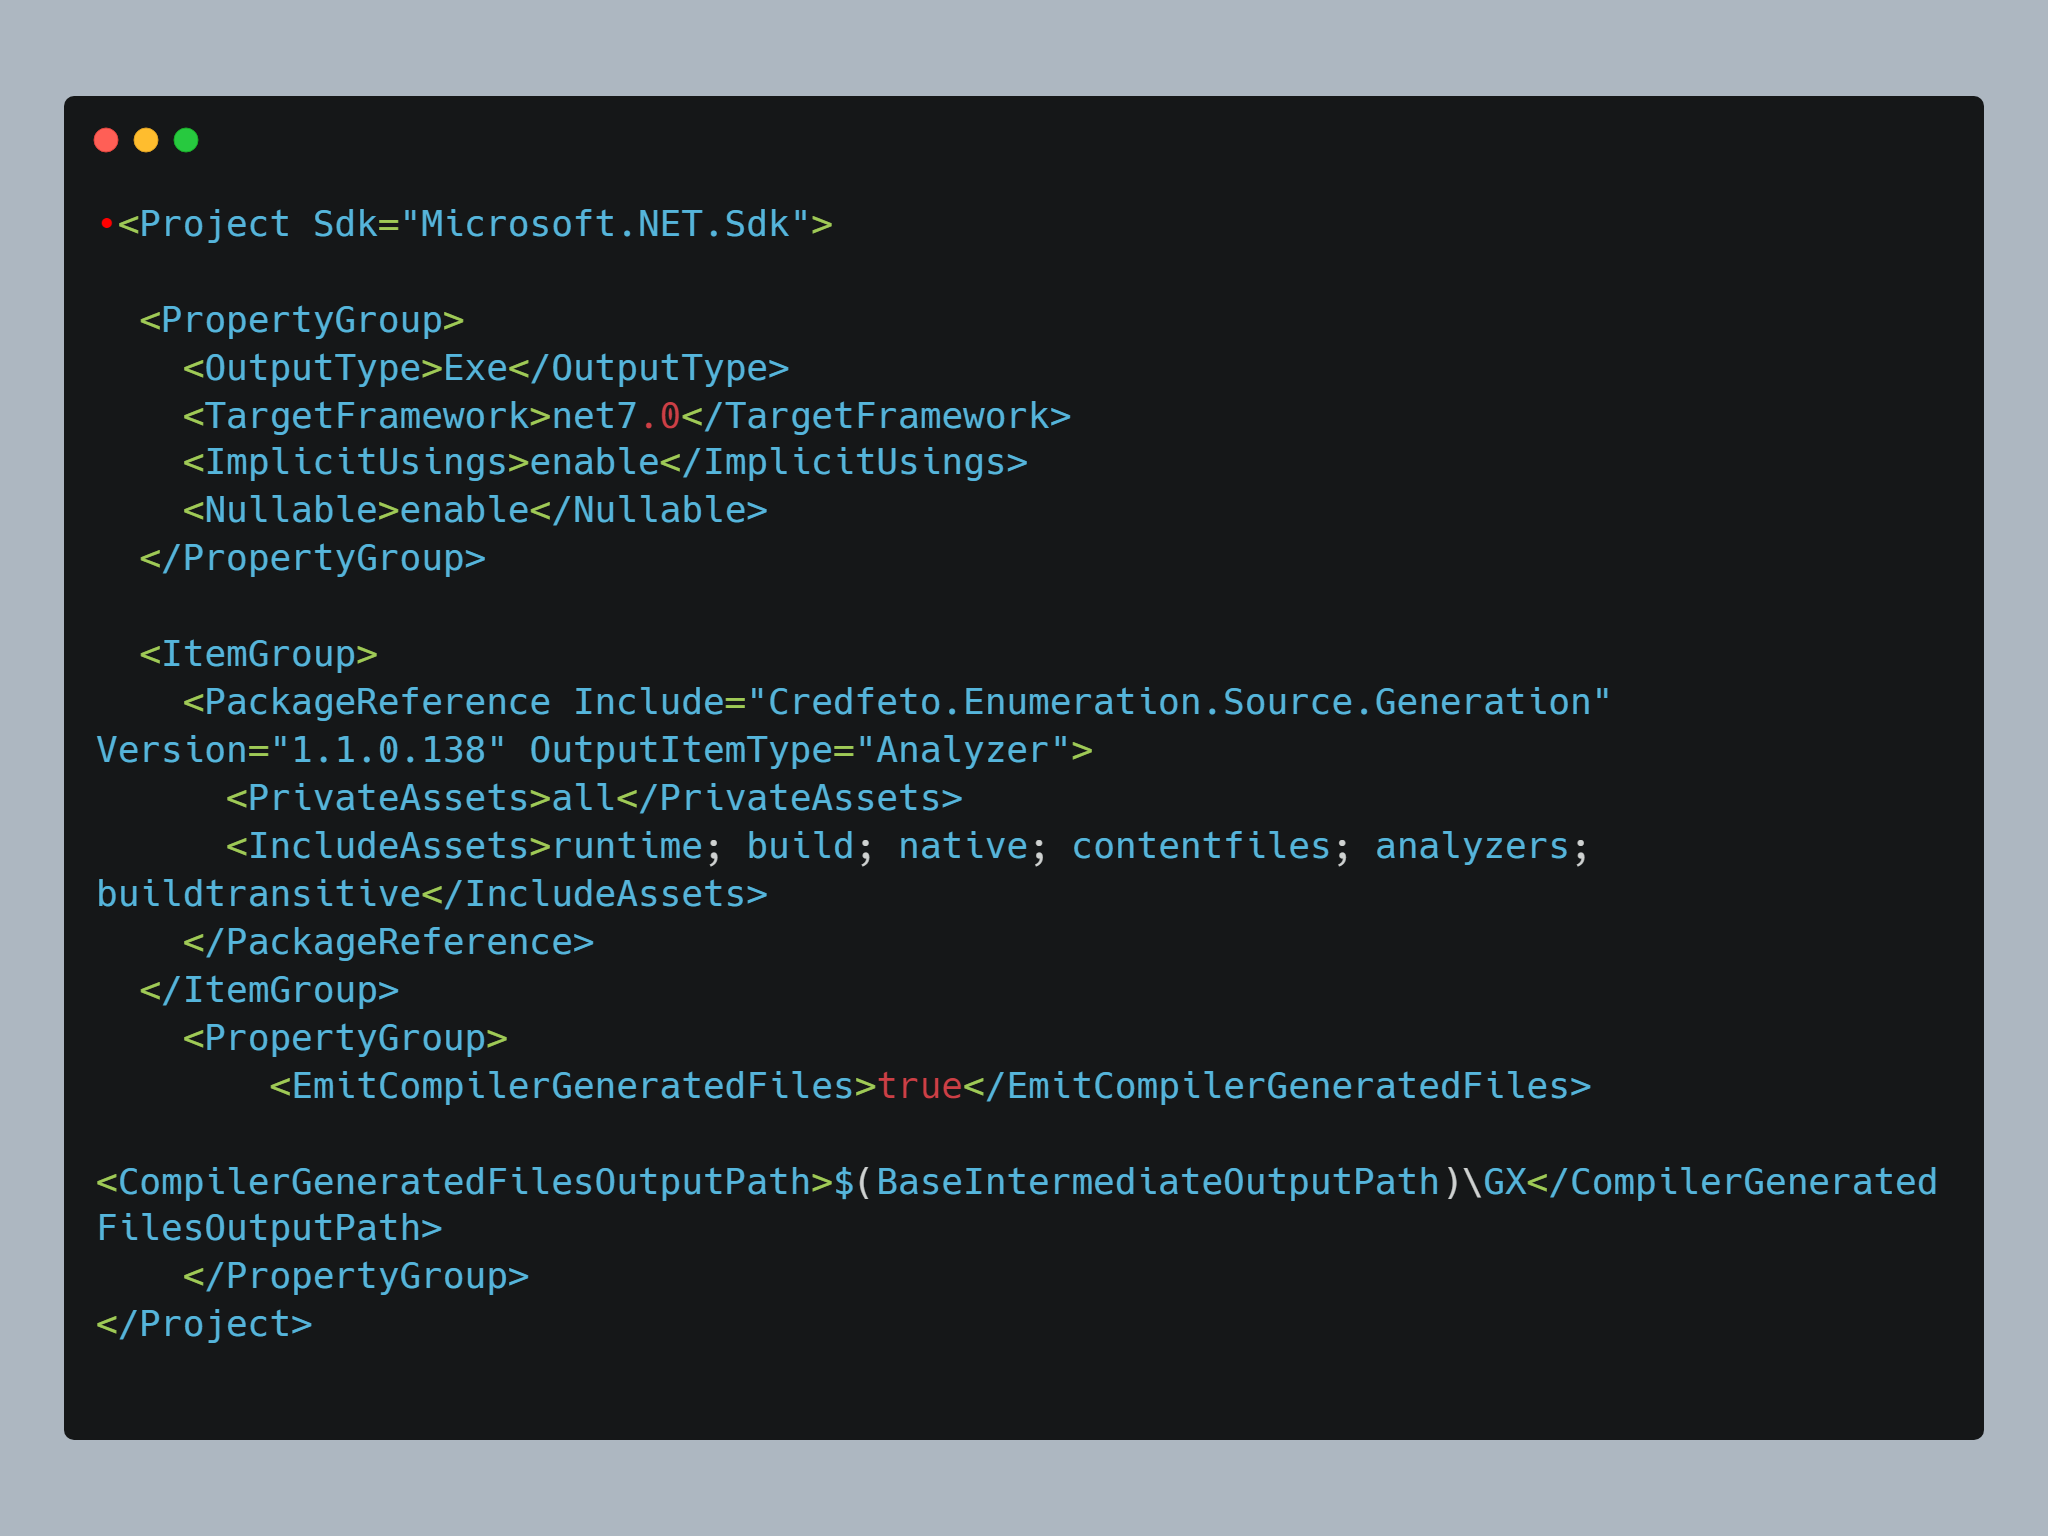 •<Project Sdk="Microsoft.NET.Sdk">

  <PropertyGroup>
    <OutputType>Exe</OutputType>
    <TargetFramework>net7.0</TargetFramework>
    <ImplicitUsings>enable</ImplicitUsings>
    <Nullable>enable</Nullable>
  </PropertyGroup>

  <ItemGroup>
    <PackageReference Include="Credfeto.Enumeration.Source.Generation"
Version="1.1.0.138" OutputItemType="Analyzer">
      <PrivateAssets>all</PrivateAssets>
      <IncludeAssets>runtime; build; native; contentfiles; analyzers;
buildtransitive</IncludeAssets>
    </PackageReference>
  </ItemGroup>
    <PropertyGroup>
        <EmitCompilerGeneratedFiles>true</EmitCompilerGeneratedFiles>

<CompilerGeneratedFilesOutputPath>$(BaseIntermediateOutputPath)\GX</CompilerGenerated
FilesOutputPath>
    </PropertyGroup>
</Project>